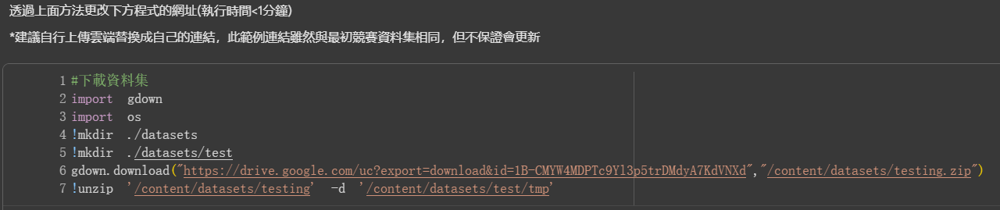 透過上面方法更改下方程式的網址(執行時間<1分鐘)
*建議自行上傳雲端替換成自己的連結，此範例連結雖然與最初競賽資料集相同，但不保證會更新
1 #下載資料集
2 import gdown
3 import os
4 !mkdir ./datasets
5 !mkdir ./datasets/test
6 gdown.download("https://drive.google.com/uc?export=download&id=1B-CMYW4MDPTc9Yl3p5trDMdyA7KdVNXd","/content/datasets/testing.zip")
7 !unzip '/content/datasets/testing' -d '/content/datasets/test/tmp'